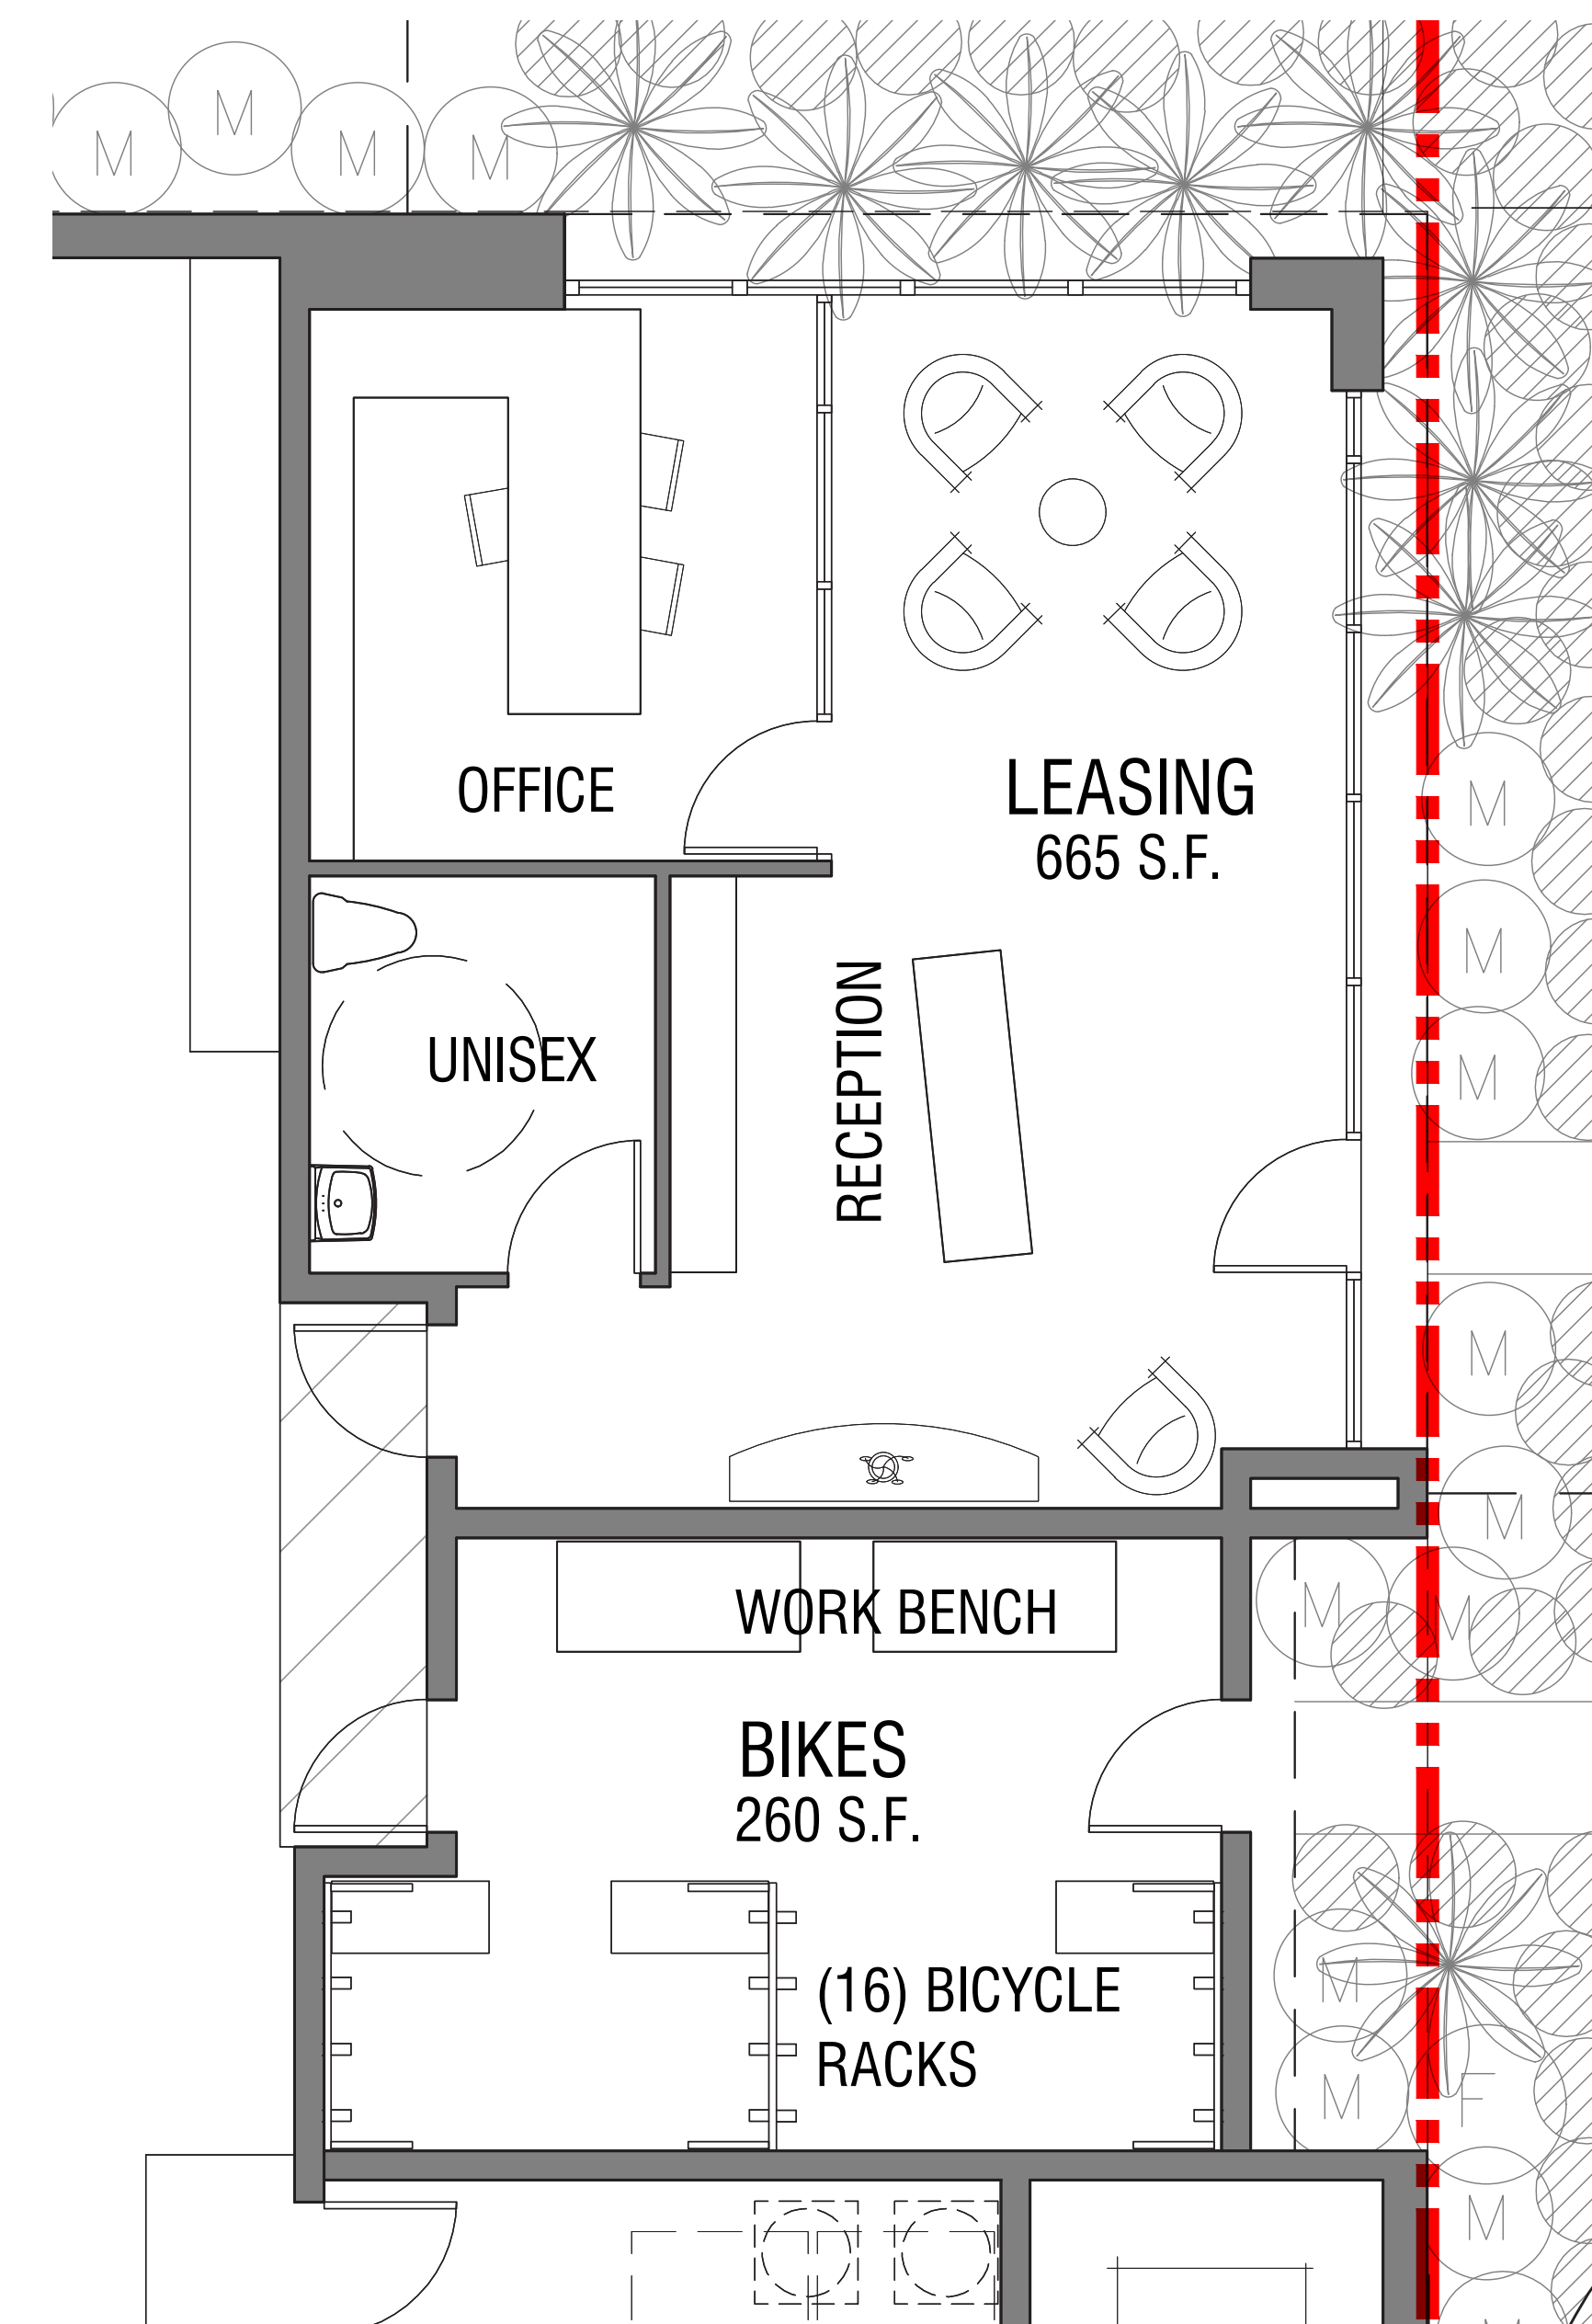 M
M
M
M
OFFICE
LEASING
665 S.F.
M
UNISEX
RECEPTION
M
M
M
M
WORK BENCH
M
M
BIKES
260 S.F.
(16) BICYCLE
RACKS
M
M
F
M